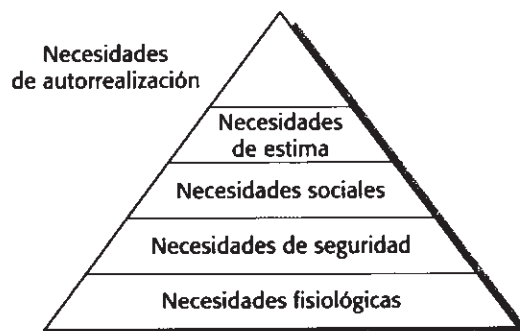 Necesidades
de autorrealización
Necesidades
de estima
Necesidades sociales
Necesidades de seguridad
Necesidades fisiológicas